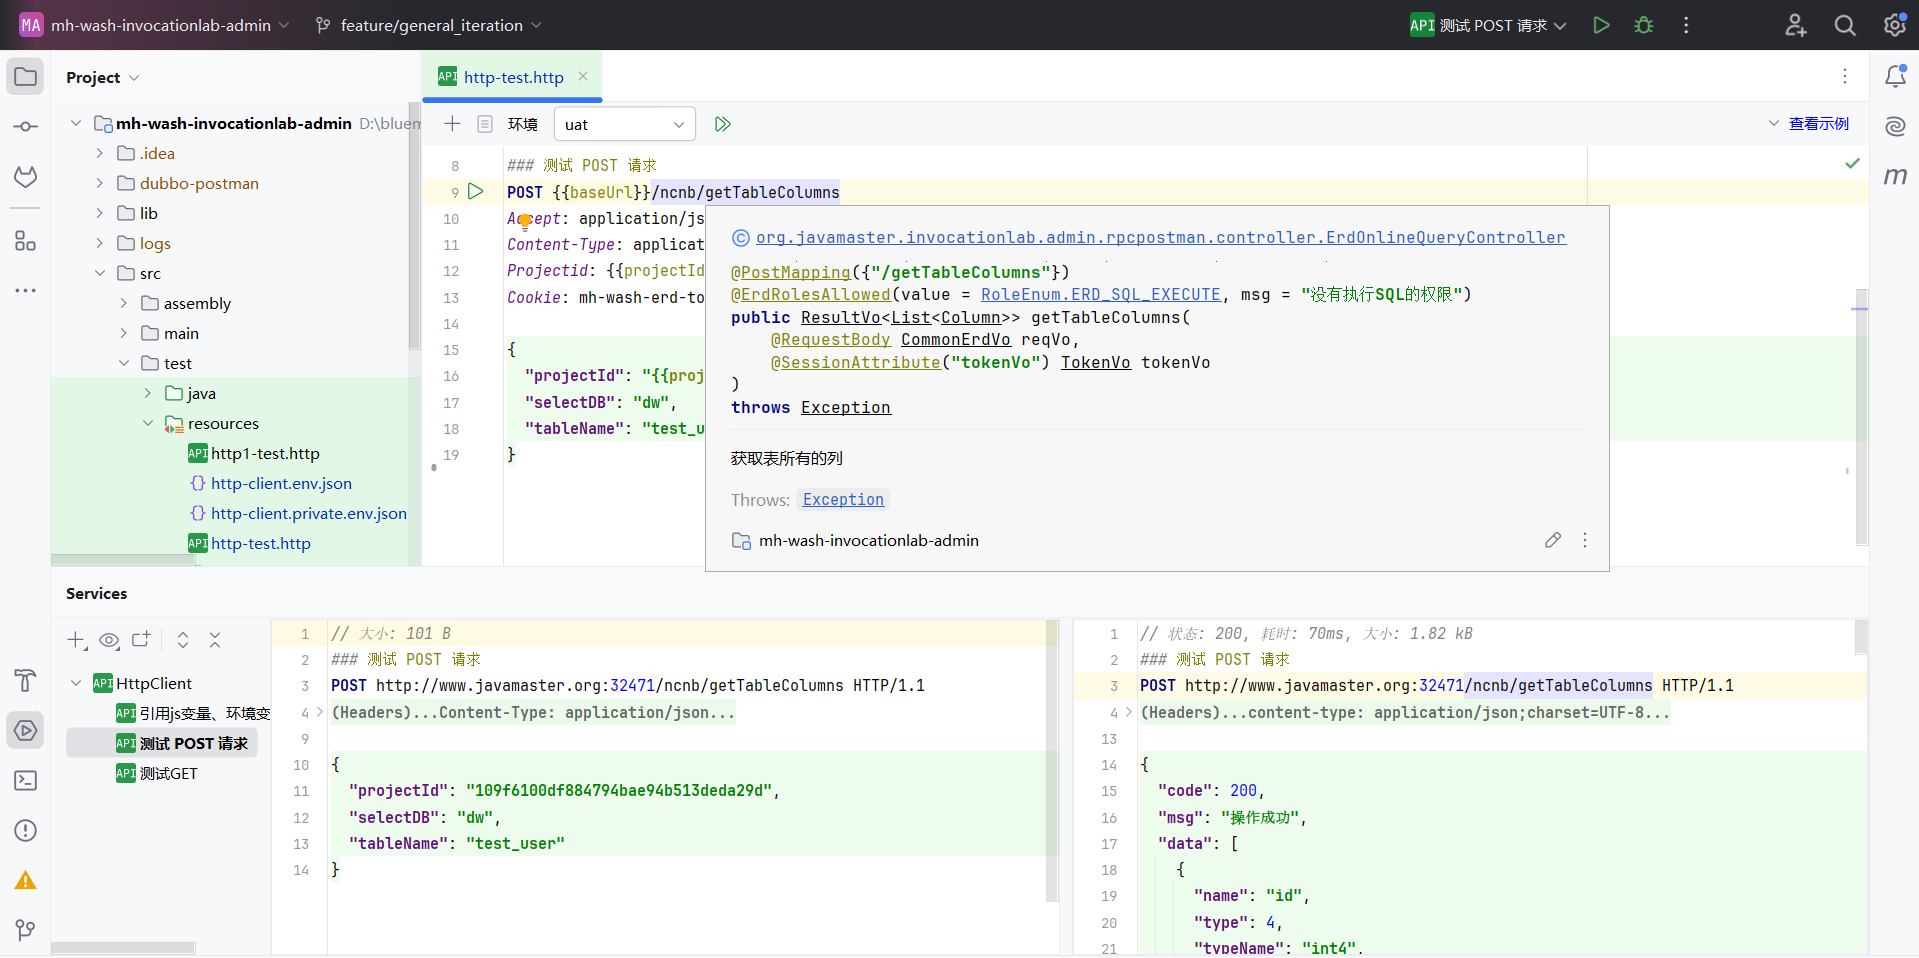 MA mh-wash-invocationlab-admin feature/general_iteration API 测试 POST 请求
Project
API http-test.http
mh-wash-invocationlab-admin D:\bluem
.idea
dubbo-postman
lib
logs
src
assembly
main
test
java
resources
API http1-test.http
{} http-client.env.json
{} http-client.private.env.json
API http-test.http
环境 uat 查看示例
8 ### 测试 POST 请求
9 POST {{baseUrl}}/ncnb/getTableColumns
10 Accept: application/js
11 Content-Type: applicat
12 Projectid: {{projectId
13 Cookie: mh-wash-erd-to
14
15 {
16 "projectId": "{{proj
17 "selectDB": "dw",
18 "tableName": "test_u
19 }
© org.javamaster.invocationlab.admin.rpcpostman.controller.ErdOnlineQueryController
@PostMapping({"/getTableColumns"})
@ErdRolesAllowed(value = RoleEnum.ERD_SQL_EXECUTE, msg = "没有执行SQL的权限")
public ResultVo<List<Column>> getTableColumns(
@RequestBody CommonErdVo reqVo,
@SessionAttribute("tokenVo") TokenVo tokenVo
)
throws Exception
获取表所有的列
Throws: Exception
mh-wash-invocationlab-admin
m
Services
API HttpClient
API 引用js变量、环境变
API 测试 POST 请求
API 测试GET
1 // 大小: 101 B
2 ### 测试 POST 请求
3 POST http://www.javamaster.org:32471/ncnb/getTableColumns HTTP/1.1
4 (Headers)...Content-Type: application/json...
9
10 {
11 "projectId": "109f6100df884794bae94b513deda29d",
12 "selectDB": "dw",
13 "tableName": "test_user"
14 }
1 // 状态: 200, 耗时: 70ms, 大小: 1.82 kB
2 ### 测试 POST 请求
3 POST http://www.javamaster.org:32471/ncnb/getTableColumns HTTP/1.1
4 (Headers)...content-type: application/json;charset=UTF-8...
13
14 {
15 "code": 200,
16 "msg": "操作成功",
17 "data": [
18 {
19 "name": "id",
20 "type": 4,
21 "typeName": "int4",